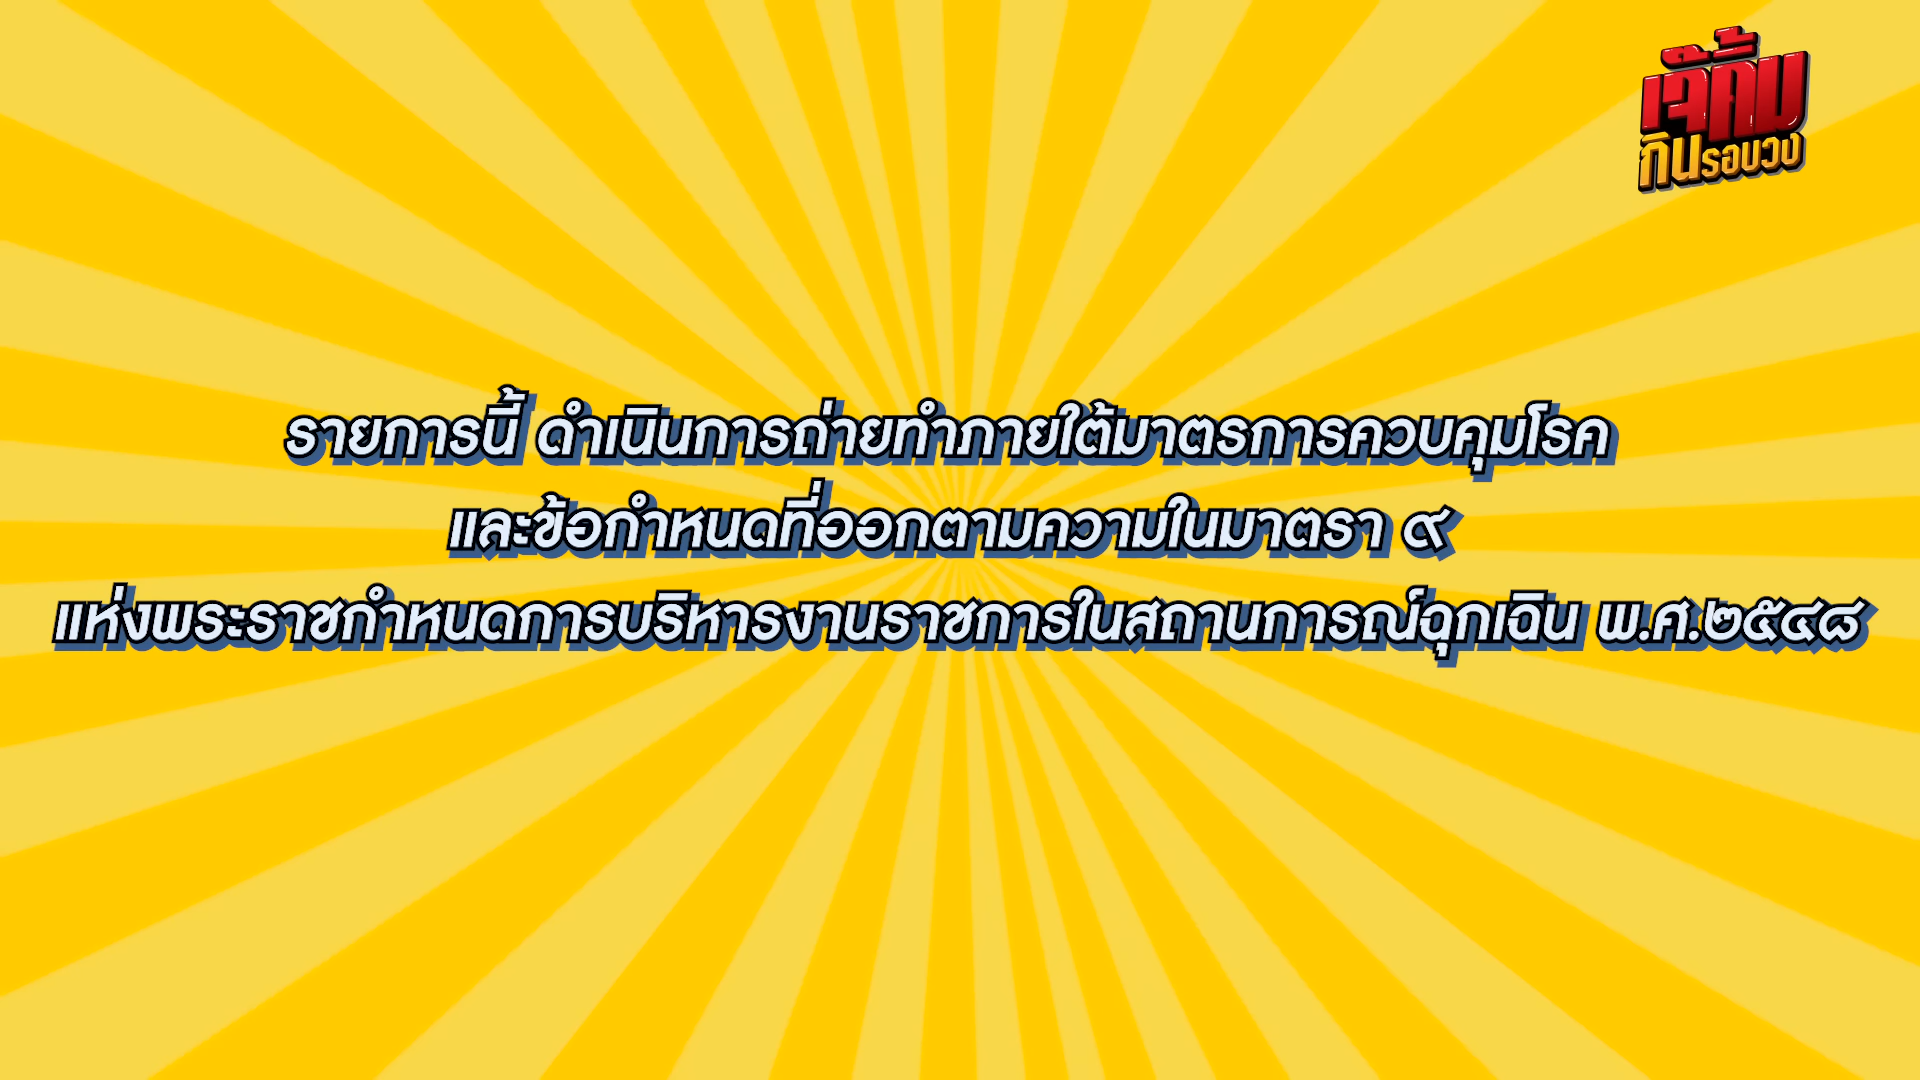 เจ๊คิ้ม
กินรอบวง
รายการนี้ ดำเนินการถ่ายทำภายใต้มาตรการควบคุมโรค
และข้อกำหนดที่ออกตามความในมาตรา ๙
แห่งพระราชกำหนดการบริหารงานราชการในสถานการณ์ฉุกเฉิน พ.ศ.๒๕๔๘